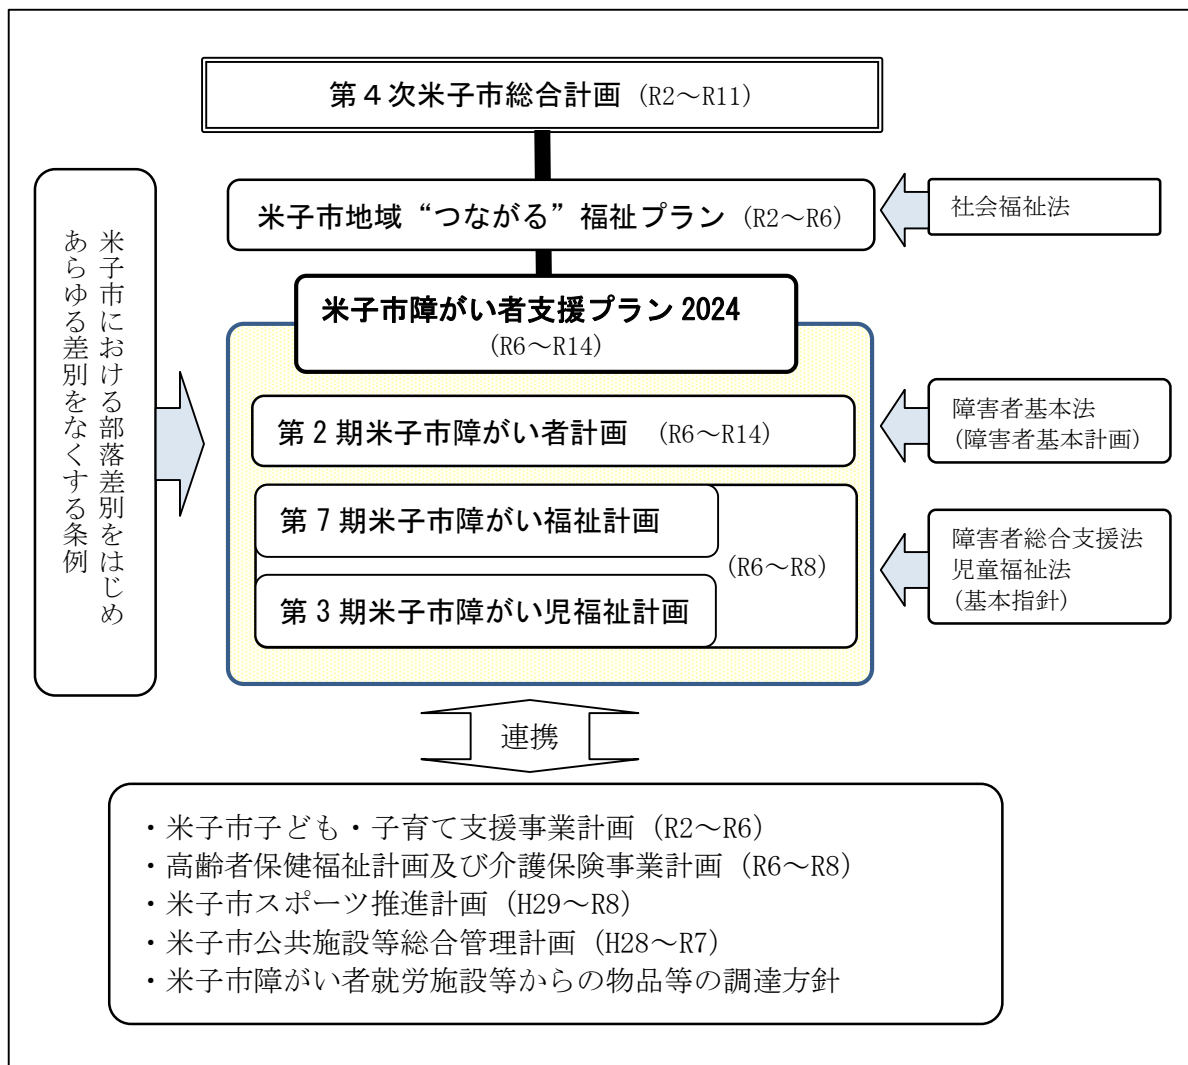 第４次米子市総合計画（R2～R11）
米子市地域“つながる”福祉プラン（R2～R6）
社会福祉法
米子市障がい者支援プラン 2024
（R6～R14）
米子市における部落差別をはじめ
あらゆる差別をなくする条例
第２期米子市障がい者計画　（R6～R14）
障害者基本法
（障害者基本計画）
第７期米子市障がい福祉計画
（R6～R8）
第３期米子市障がい児福祉計画
障害者総合支援法
児童福祉法
（基本指針）
連携
・米子市子ども・子育て支援事業計画（R2～R6）
・高齢者保健福祉計画及び介護保険事業計画（R6～R8）
・米子市スポーツ推進計画（H29～R8）
・米子市公共施設等総合管理計画（H28～R7）
・米子市障がい者就労施設等からの物品等の調達方針